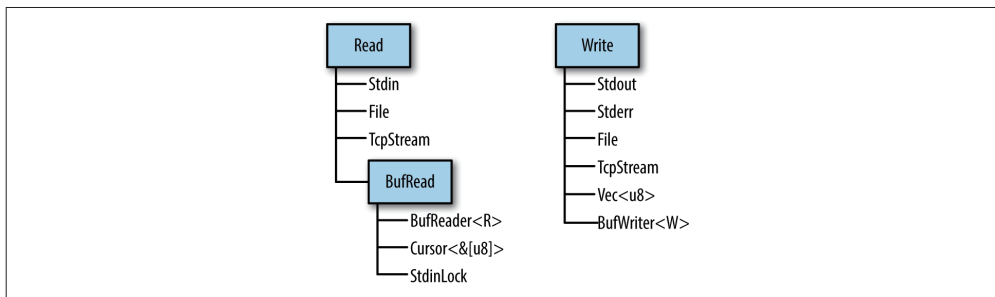 Read
Stdin
File
TcpStream
BufRead
BufReader<R>
Cursor<&[u8]>
StdinLock
Write
Stdout
Stderr
File
TcpStream
Vec<u8>
BufWriter<W>